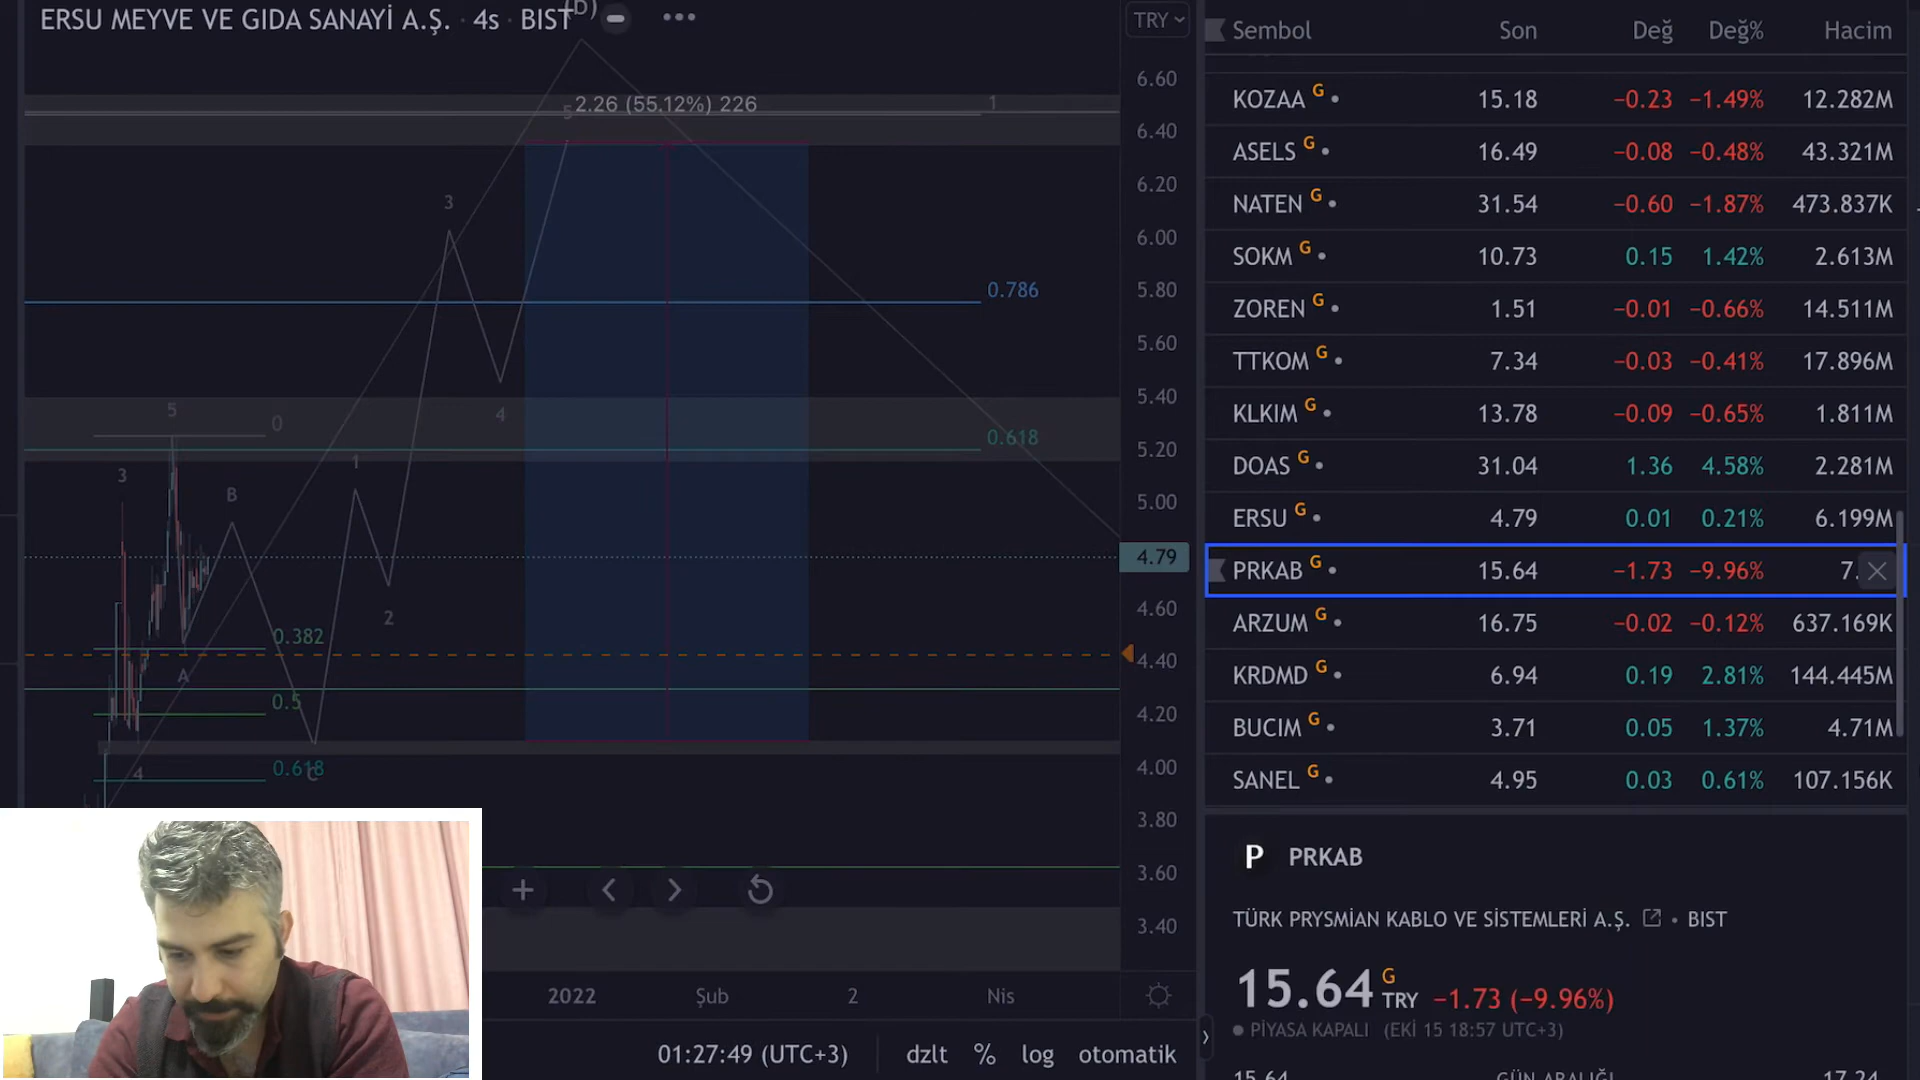 ERSU MEYVE VE GIDA SANAYİ A.Ş. · 4s · BIST
(b)
TRY
2.26 (55.12%) 226
5
1
3
0.786
4
5
0
0.618
3
B
1
0.382
A
2
0.5
4
0.618
C
6.60
6.40
6.20
6.00
5.80
5.60
5.40
5.20
5.00
4.79
4.60
4.40
4.20
4.00
3.80
3.60
3.40
2022 Şub 2 Nis
01:27:49 (UTC+3) dzlt % log otomatik
Sembol Son Değ Değ% Hacim
KOZAA G 15.18 −0.23 −1.49% 12.282M
ASELS G 16.49 −0.08 −0.48% 43.321M
NATEN G 31.54 −0.60 −1.87% 473.837K
SOKM G 10.73 0.15 1.42% 2.613M
ZOREN G 1.51 −0.01 −0.66% 14.511M
TTKOM G 7.34 −0.03 −0.41% 17.896M
KLKIM G 13.78 −0.09 −0.65% 1.811M
DOAS G 31.04 1.36 4.58% 2.281M
ERSU G 4.79 0.01 0.21% 6.199M
PRKAB G 15.64 −1.73 −9.96% 7.
ARZUM G 16.75 −0.02 −0.12% 637.169K
KRDMD G 6.94 0.19 2.81% 144.445M
BUCIM G 3.71 0.05 1.37% 4.71M
SANEL G 4.95 0.03 0.61% 107.156K
P PRKAB
TÜRK PRYSMİAN KABLO VE SİSTEMLERİ A.Ş. · BIST
15.64 G TRY −1.73 (−9.96%)
PİYASA KAPALI (EKİ 15 18:57 UTC+3)
15.64 GÜN ARALIĞI 17.24